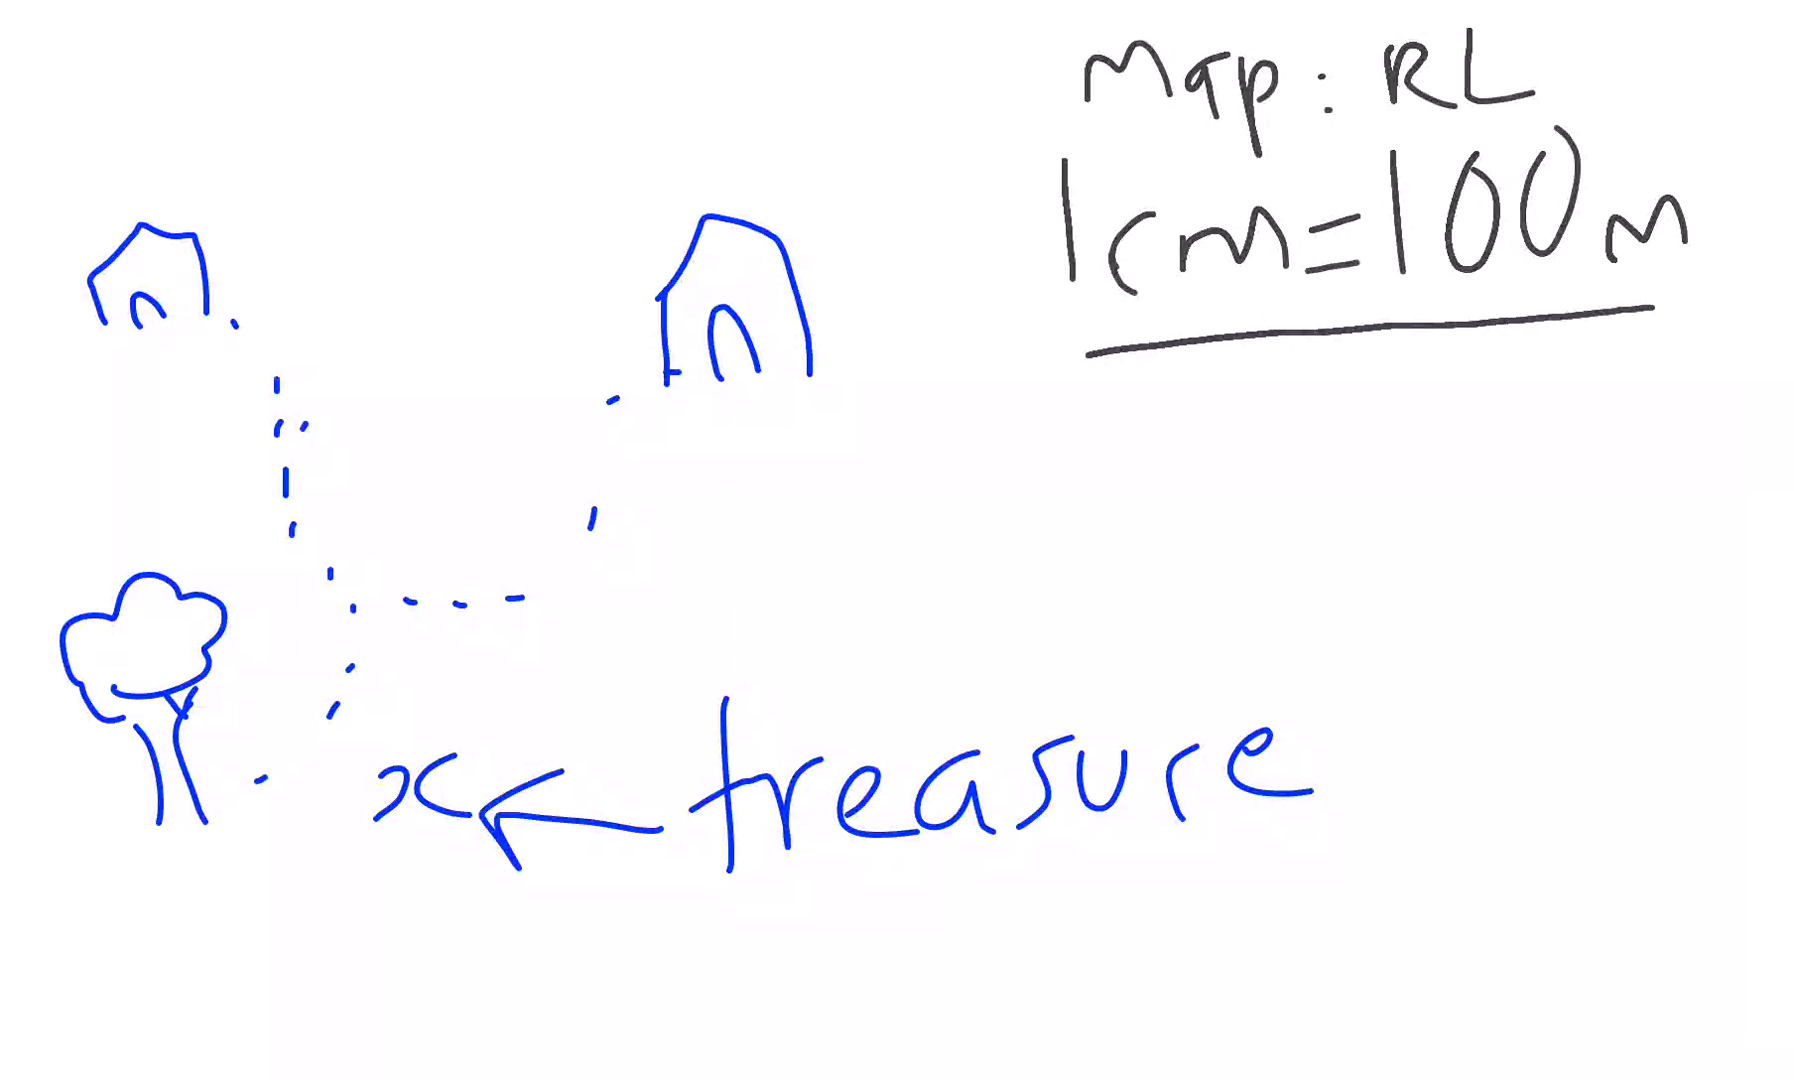 Map: RL
1cm=100m
x ← treasure